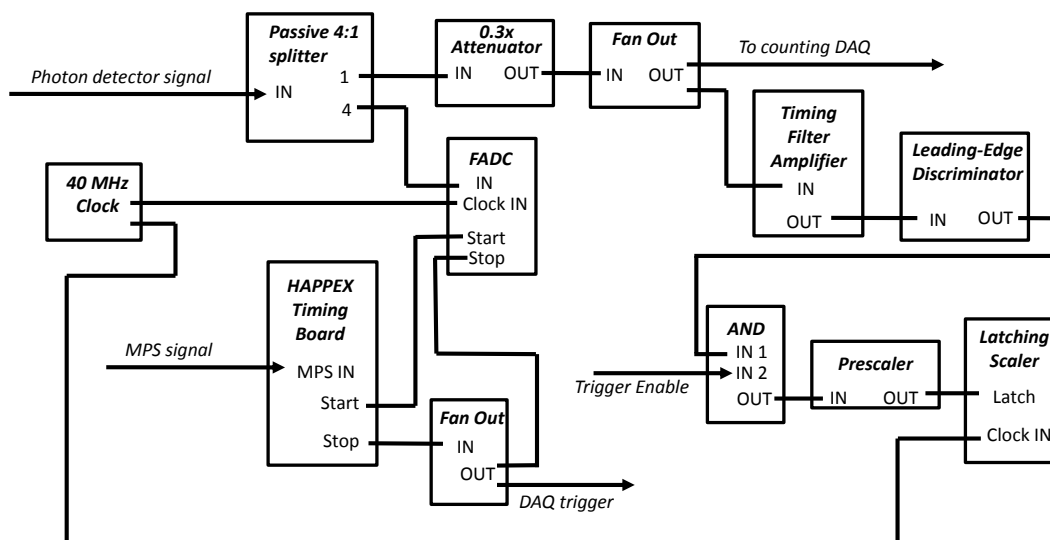 Passive 4:1
splitter
Photon detector signal
IN
1
4
0.3x
Attenuator
IN OUT
Fan Out
IN OUT
To counting DAQ
Timing
Filter
Amplifier
IN
OUT
Leading-Edge
Discriminator
IN OUT
40 MHz
Clock
FADC
IN
Clock IN
Start
Stop
HAPPEX
Timing
Board
MPS signal
MPS IN
Start
Stop
Fan Out
IN
OUT
DAQ trigger
AND
IN 1
IN 2
OUT
Trigger Enable
Prescaler
IN OUT
Latching
Scaler
Latch
Clock IN